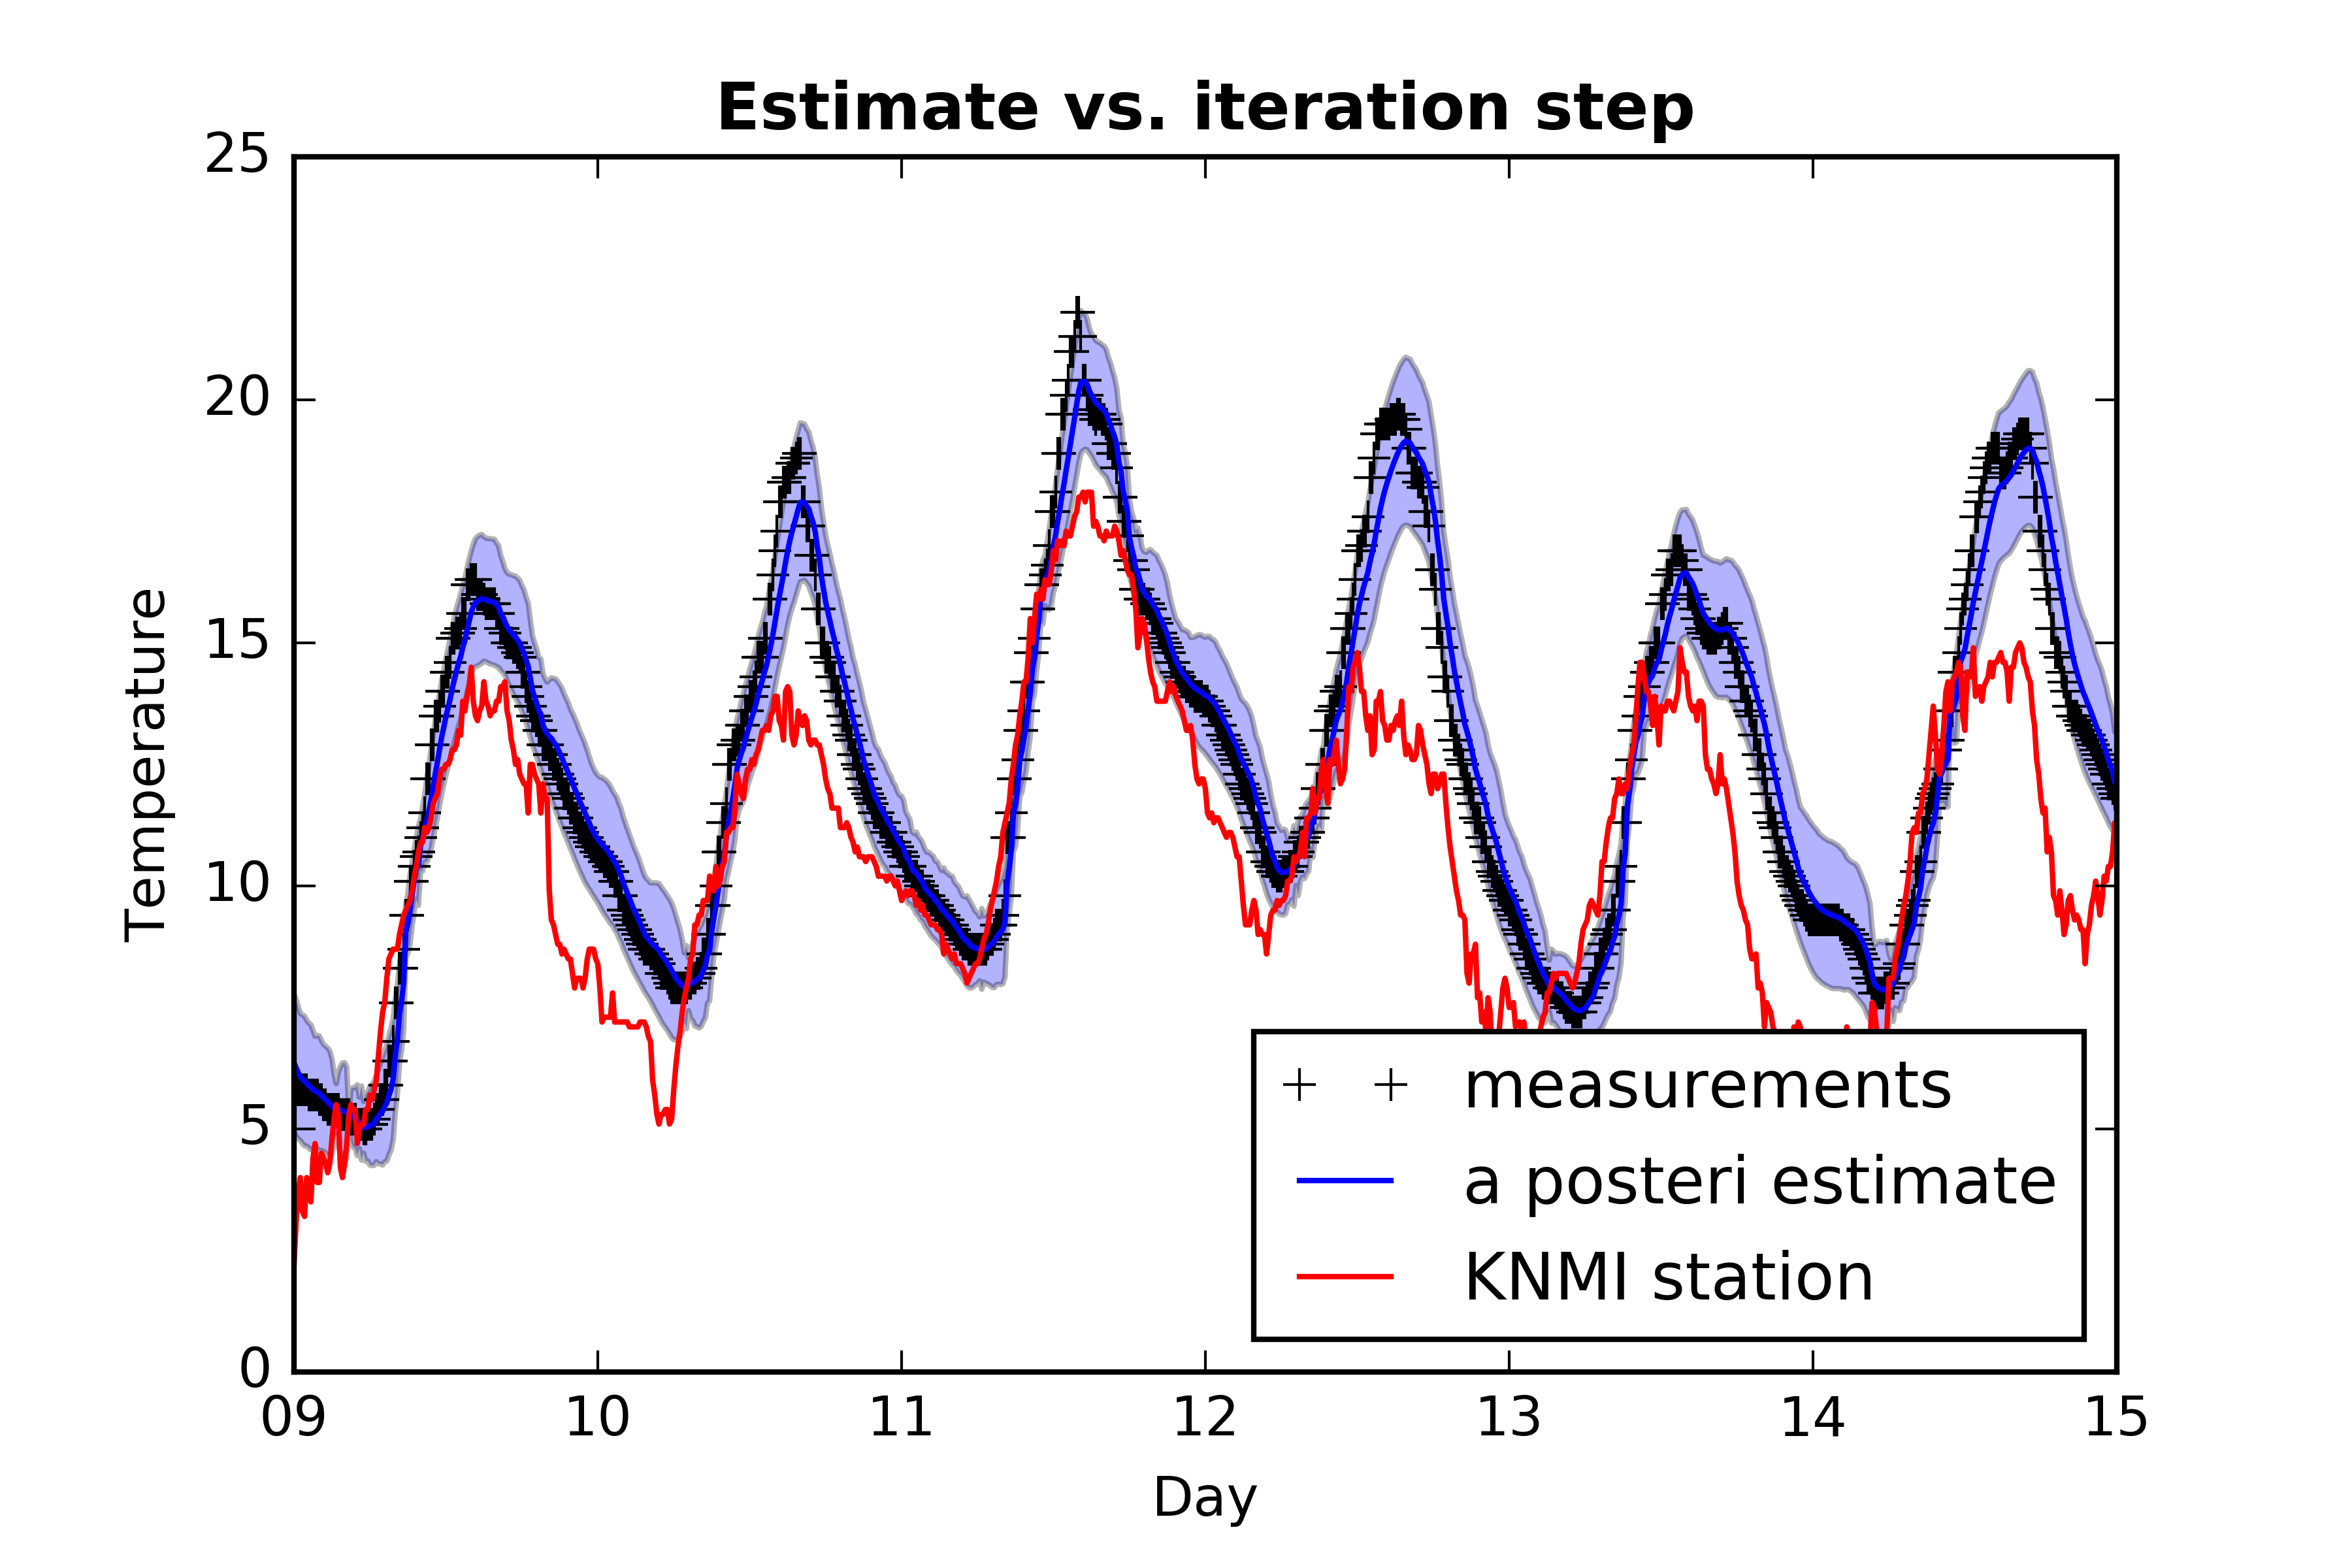 Estimate vs. iteration step
25
20
15
10
5
0
Temperature
09 10 11 12 13 14 15
Day
measurements
a posteri estimate
KNMI station